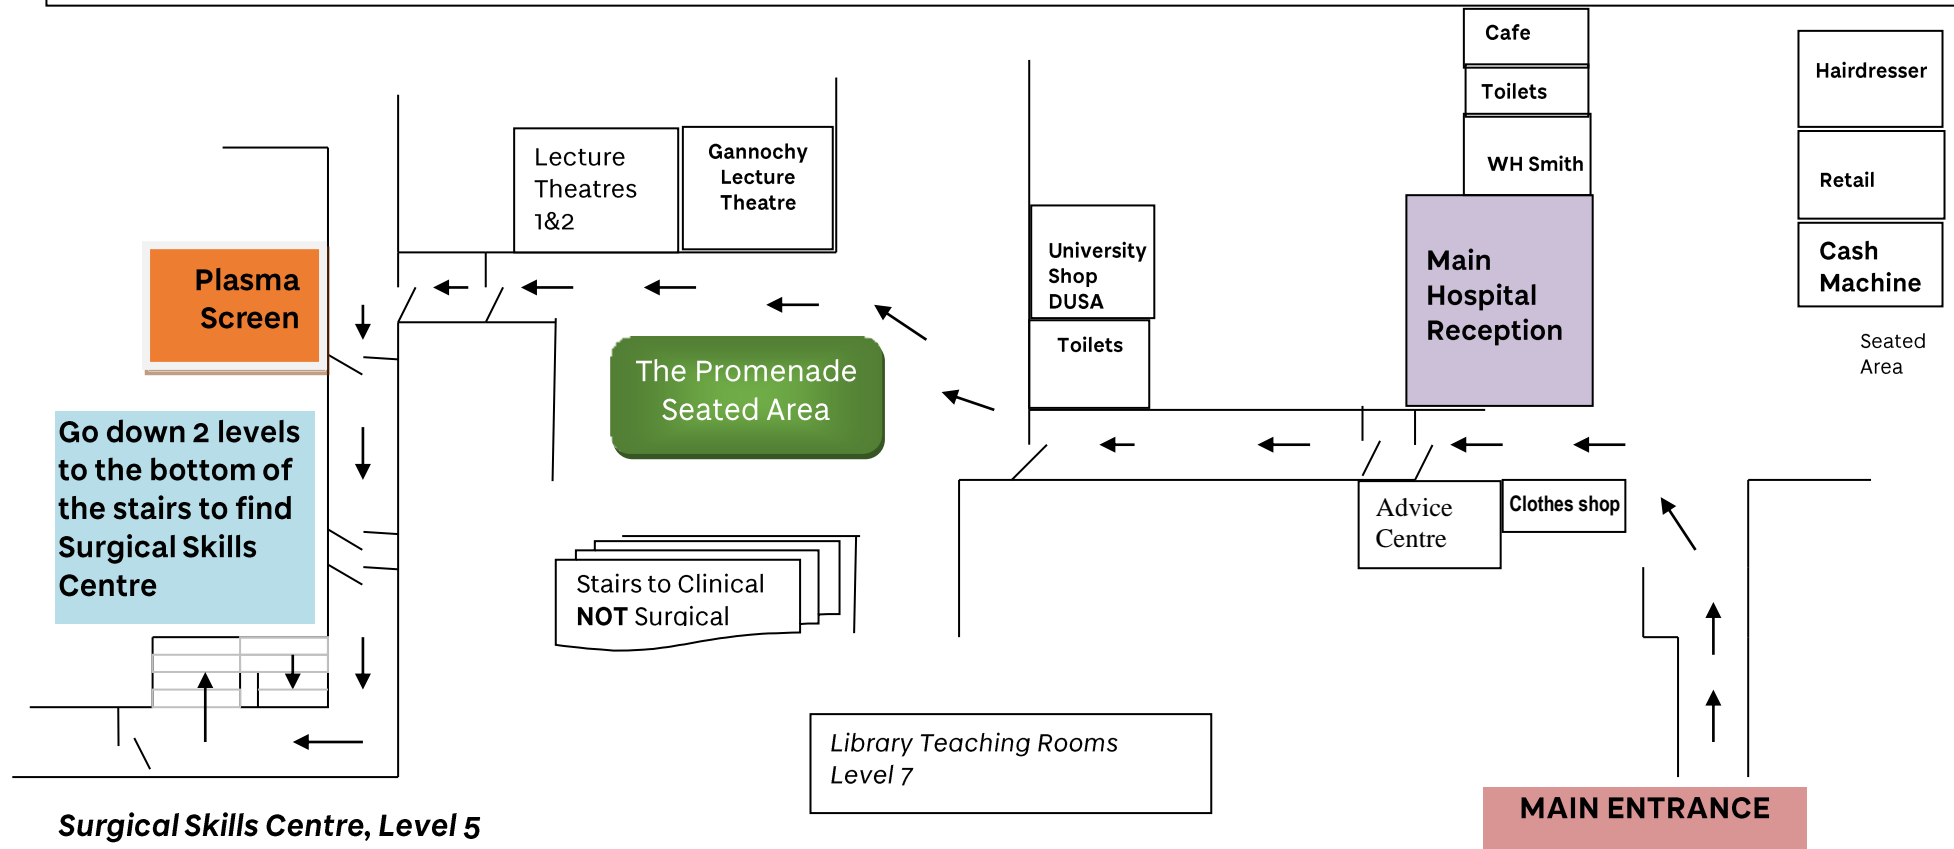 Cafe
Toilets
WH Smith
Main
Hospital
Reception
Hairdresser
Retail
Cash
Machine
Seated
Area
Lecture
Theatres
1&2
Gannochy
Lecture
Theatre
University
Shop
DUSA
Toilets
Plasma
Screen
The Promenade
Seated Area
Go down 2 levels
to the bottom of
the stairs to find
Surgical Skills
Centre
Advice
Centre
Clothes shop
Stairs to Clinical
NOT Surgical
Library Teaching Rooms
Level 7
MAIN ENTRANCE
Surgical Skills Centre, Level 5